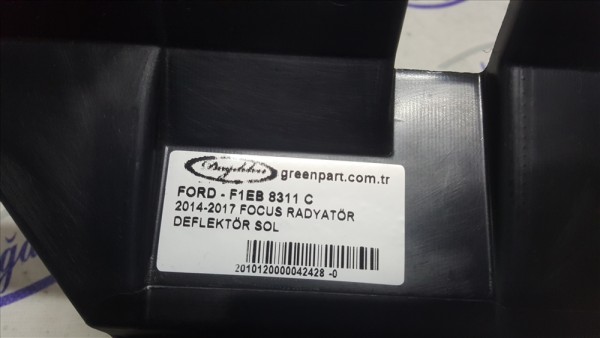 greenpart.com.tr
FORD - F1EB 8311 C
2014-2017 FOCUS RADYATÖR
DEFLEKTÖR SOL
2010120000042428 -0